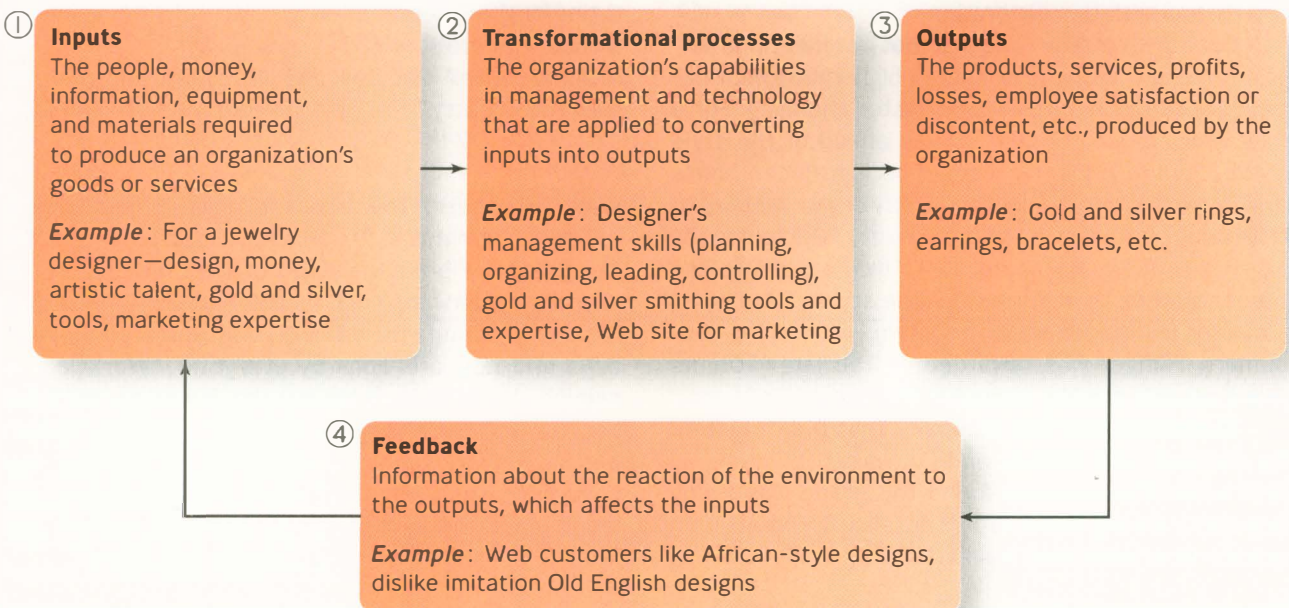 ①
Inputs
The people, money,
information, equipment,
and materials required
to produce an organization's
goods or services
Example: For a jewelry
designer—design, money,
artistic talent, gold and silver,
tools, marketing expertise
②
Transformational processes
The organization's capabilities
in management and technology
that are applied to converting
inputs into outputs
Example: Designer's
management skills (planning,
organizing, leading, controlling),
gold and silver smithing tools and
expertise, Web site for marketing
③
Outputs
The products, services, profits,
losses, employee satisfaction or
discontent, etc., produced by the
organization
Example: Gold and silver rings,
earrings, bracelets, etc.
④
Feedback
Information about the reaction of the environment to
the outputs, which affects the inputs
Example: Web customers like African-style designs,
dislike imitation Old English designs